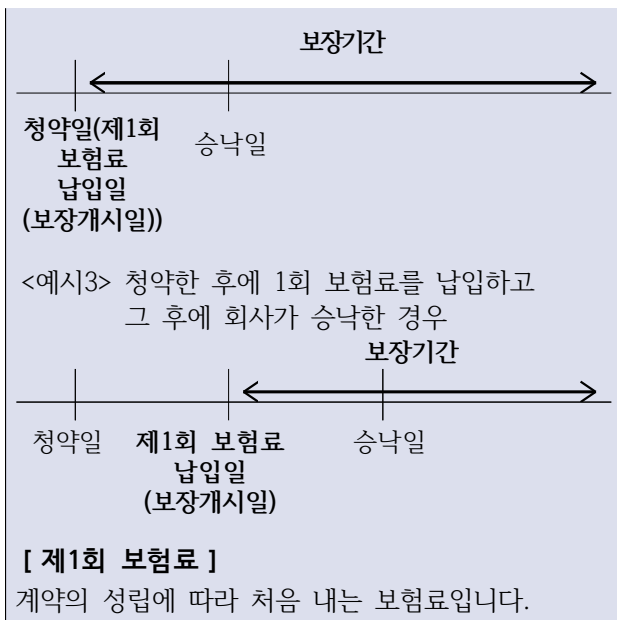 보장기간
청약일(제1회
보험료
납입일
(보장개시일))
승낙일
<예시3> 청약한 후에 1회 보험료를 납입하고
그 후에 회사가 승낙한 경우
보장기간
청약일
제1회 보험료
납입일
(보장개시일)
승낙일
[ 제1회 보험료 ]
계약의 성립에 따라 처음 내는 보험료입니다.